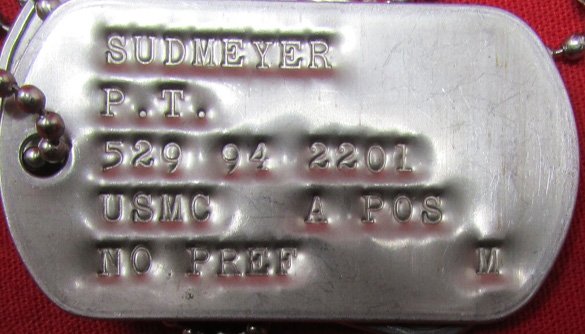 SUDMEYER
P.T.
529 94 2201
USMC A POS
NO PREF M